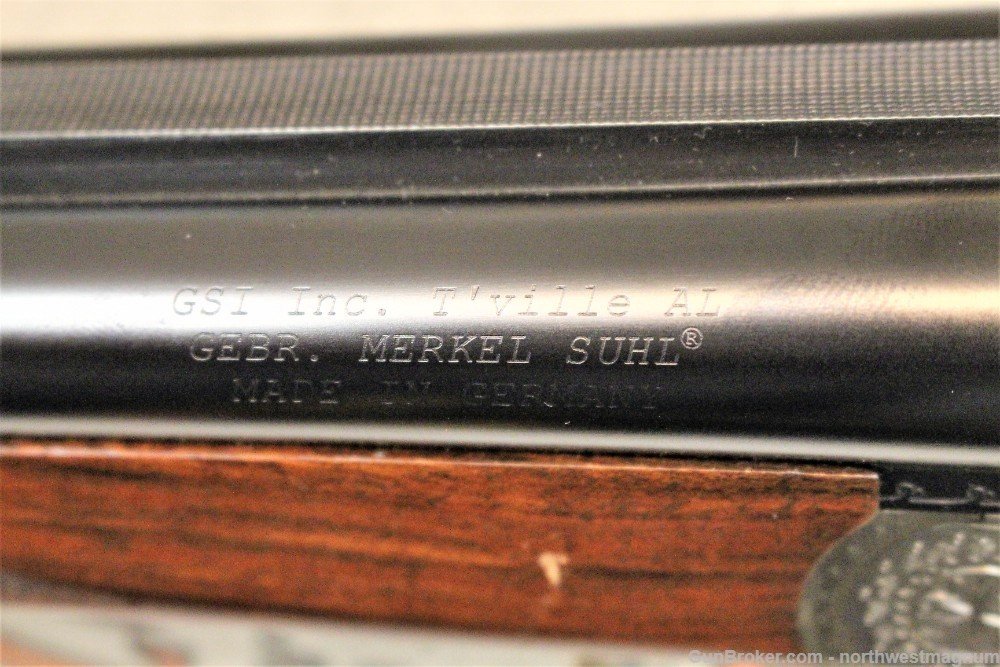 GSI Inc. T'ville AL
GEBR. MERKEL SUHL®
MADE IN GERMANY
GunBroker.com - northwestmagnum